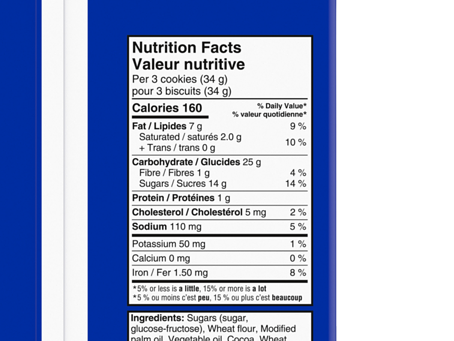 Nutrition Facts
Valeur nutritive
Per 3 cookies (34 g)
pour 3 biscuits (34 g)
Calories 160
% Daily Value*
% valeur quotidienne*
Fat / Lipides 7 g 9 %
Saturated / saturés 2.0 g
+ Trans / trans 0 g 10 %
Carbohydrate / Glucides 25 g
Fibre / Fibres 1 g 4 %
Sugars / Sucres 14 g 14 %
Protein / Protéines 1 g
Cholesterol / Cholestérol 5 mg 2 %
Sodium 110 mg 5 %
Potassium 50 mg 1 %
Calcium 0 mg 0 %
Iron / Fer 1.50 mg 8 %
*5% or less is a little, 15% or more is a lot
*5 % ou moins c'est peu, 15 % ou plus c'est beaucoup
Ingredients: Sugars (sugar,
glucose-fructose), Wheat flour, Modified
palm oil, Vegetable oil, Cocoa, Wheat